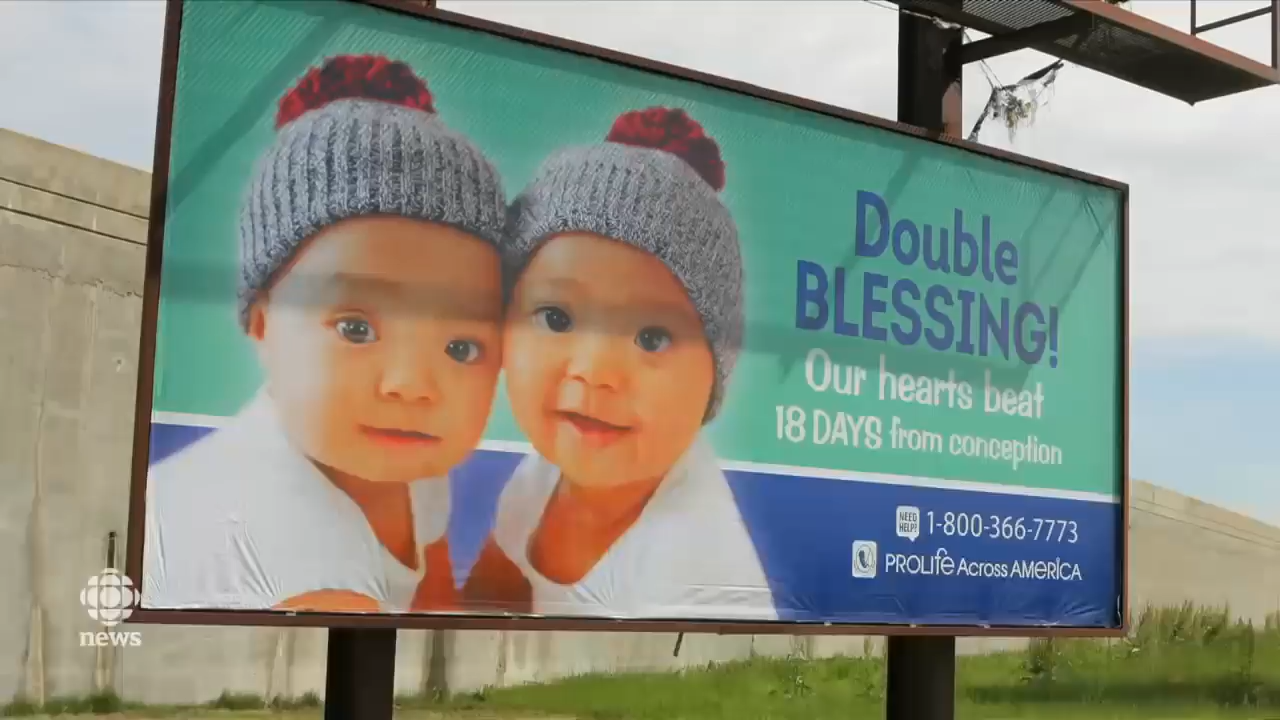 Double
BLESSING!
Our hearts beat
18 DAYS from conception
NEED
HELP?
1-800-366-7773
PROLife Across AMERICA
news